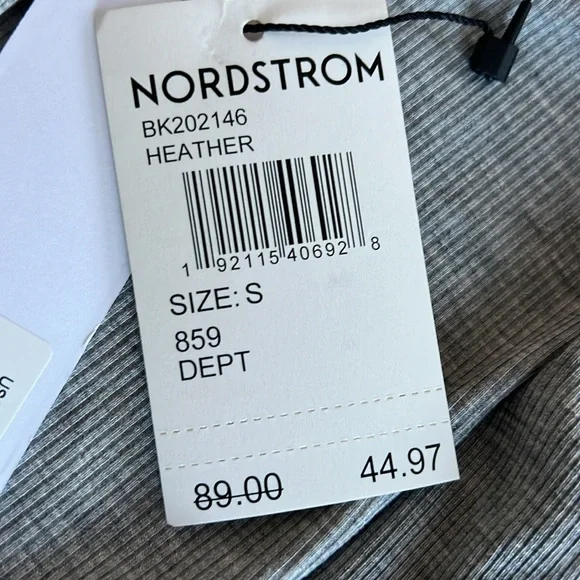 NORDSTROM
BK202146
HEATHER
1 92115 40692 8
SIZE: S
859
DEPT
89.00 44.97